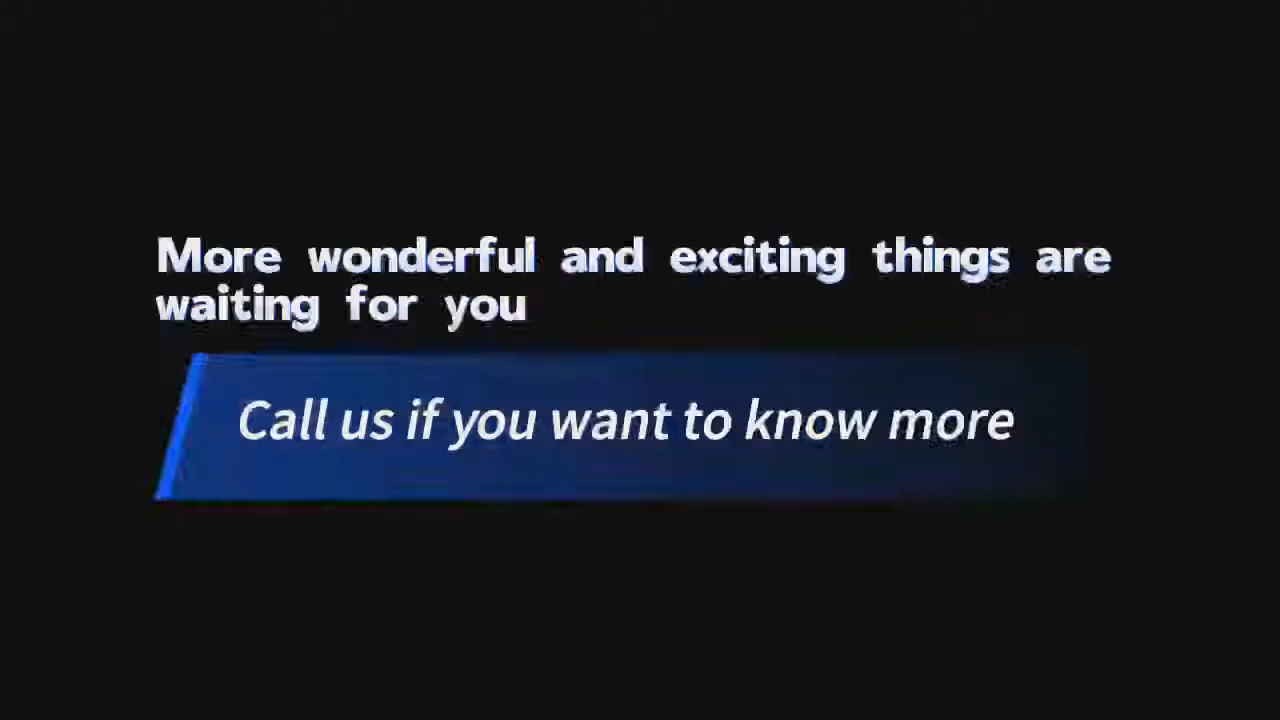 More wonderful and exciting things are
waiting for you
Call us if you want to know more